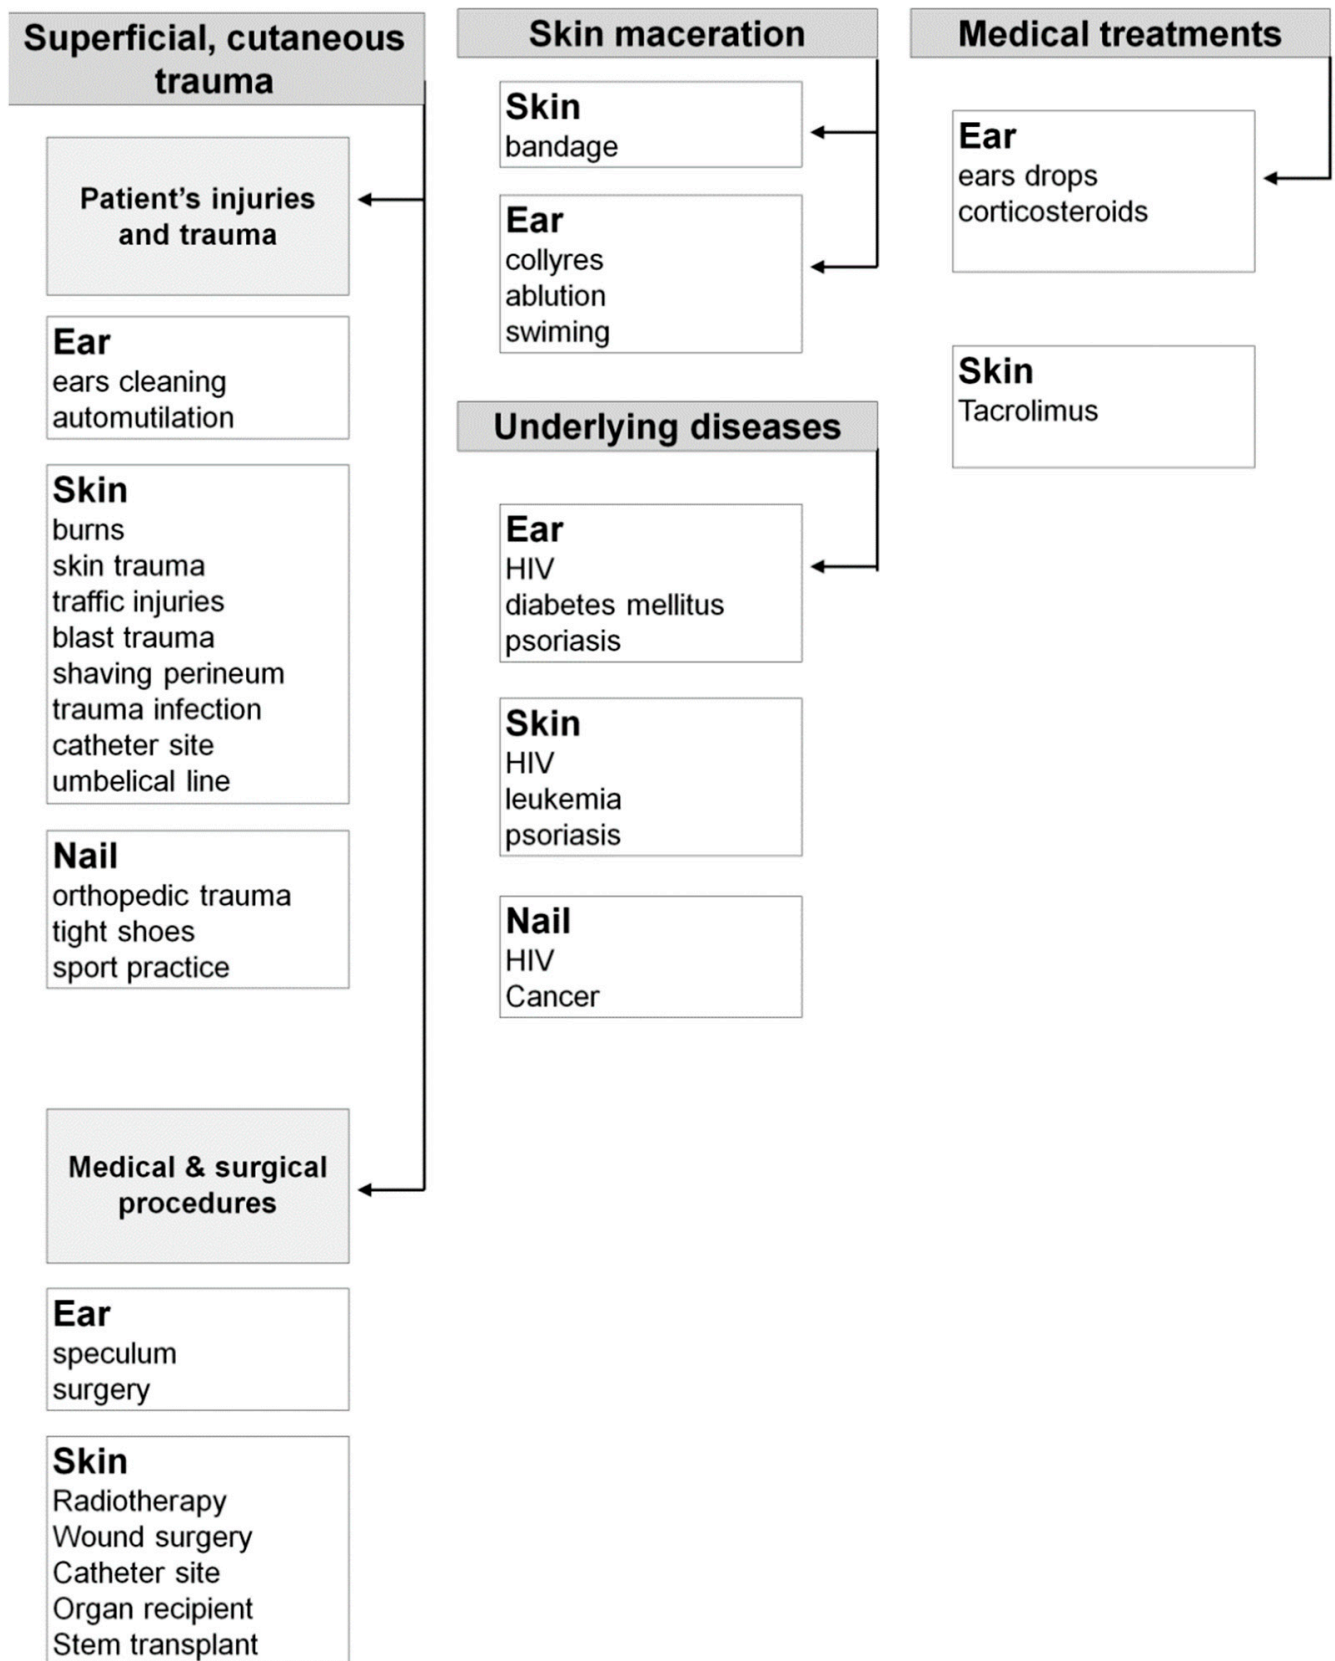 Superficial, cutaneous
trauma
Patient’s injuries
and trauma
Ear
ears cleaning
automutilation
Skin
burns
skin trauma
traffic injuries
blast trauma
shaving perineum
trauma infection
catheter site
umbelical line
Nail
orthopedic trauma
tight shoes
sport practice
Medical & surgical
procedures
Ear
speculum
surgery
Skin
Radiotherapy
Wound surgery
Catheter site
Organ recipient
Stem transplant
Skin maceration
Skin
bandage
Ear
collyres
ablution
swiming
Underlying diseases
Ear
HIV
diabetes mellitus
psoriasis
Skin
HIV
leukemia
psoriasis
Nail
HIV
Cancer
Medical treatments
Ear
ears drops
corticosteroids
Skin
Tacrolimus